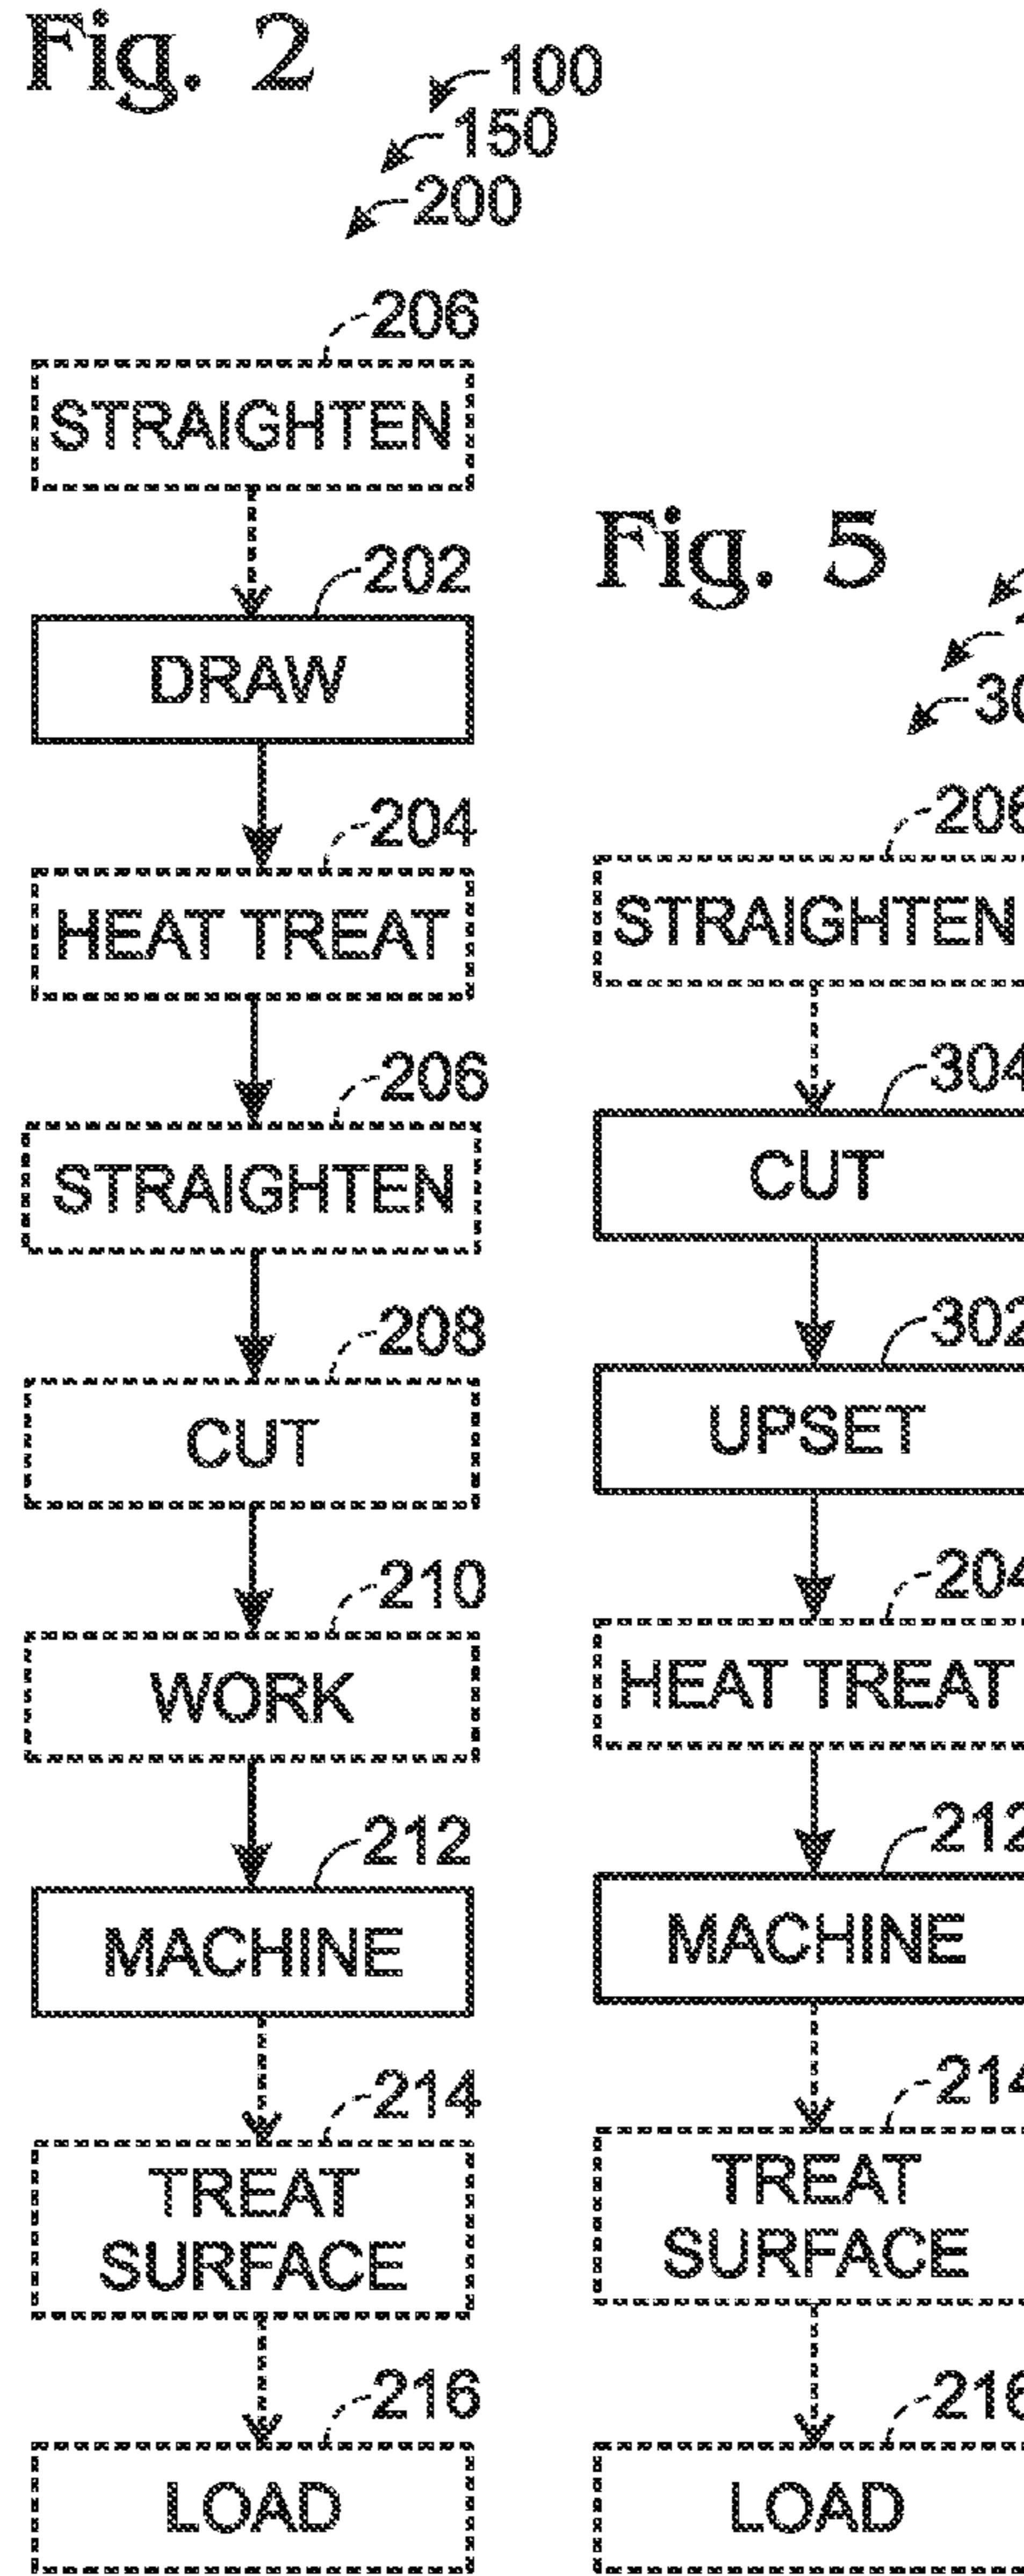 Fig. 2
100
150
200
206
STRAIGHTEN
202
DRAW
204
HEAT TREAT
206
STRAIGHTEN
208
CUT
210
WORK
212
MACHINE
214
TREAT
SURFACE
216
LOAD
Fig. 5
206
STRAIGHTEN
304
CUT
302
UPSET
204
HEAT TREAT
212
MACHINE
214
TREAT
SURFACE
216
LOAD